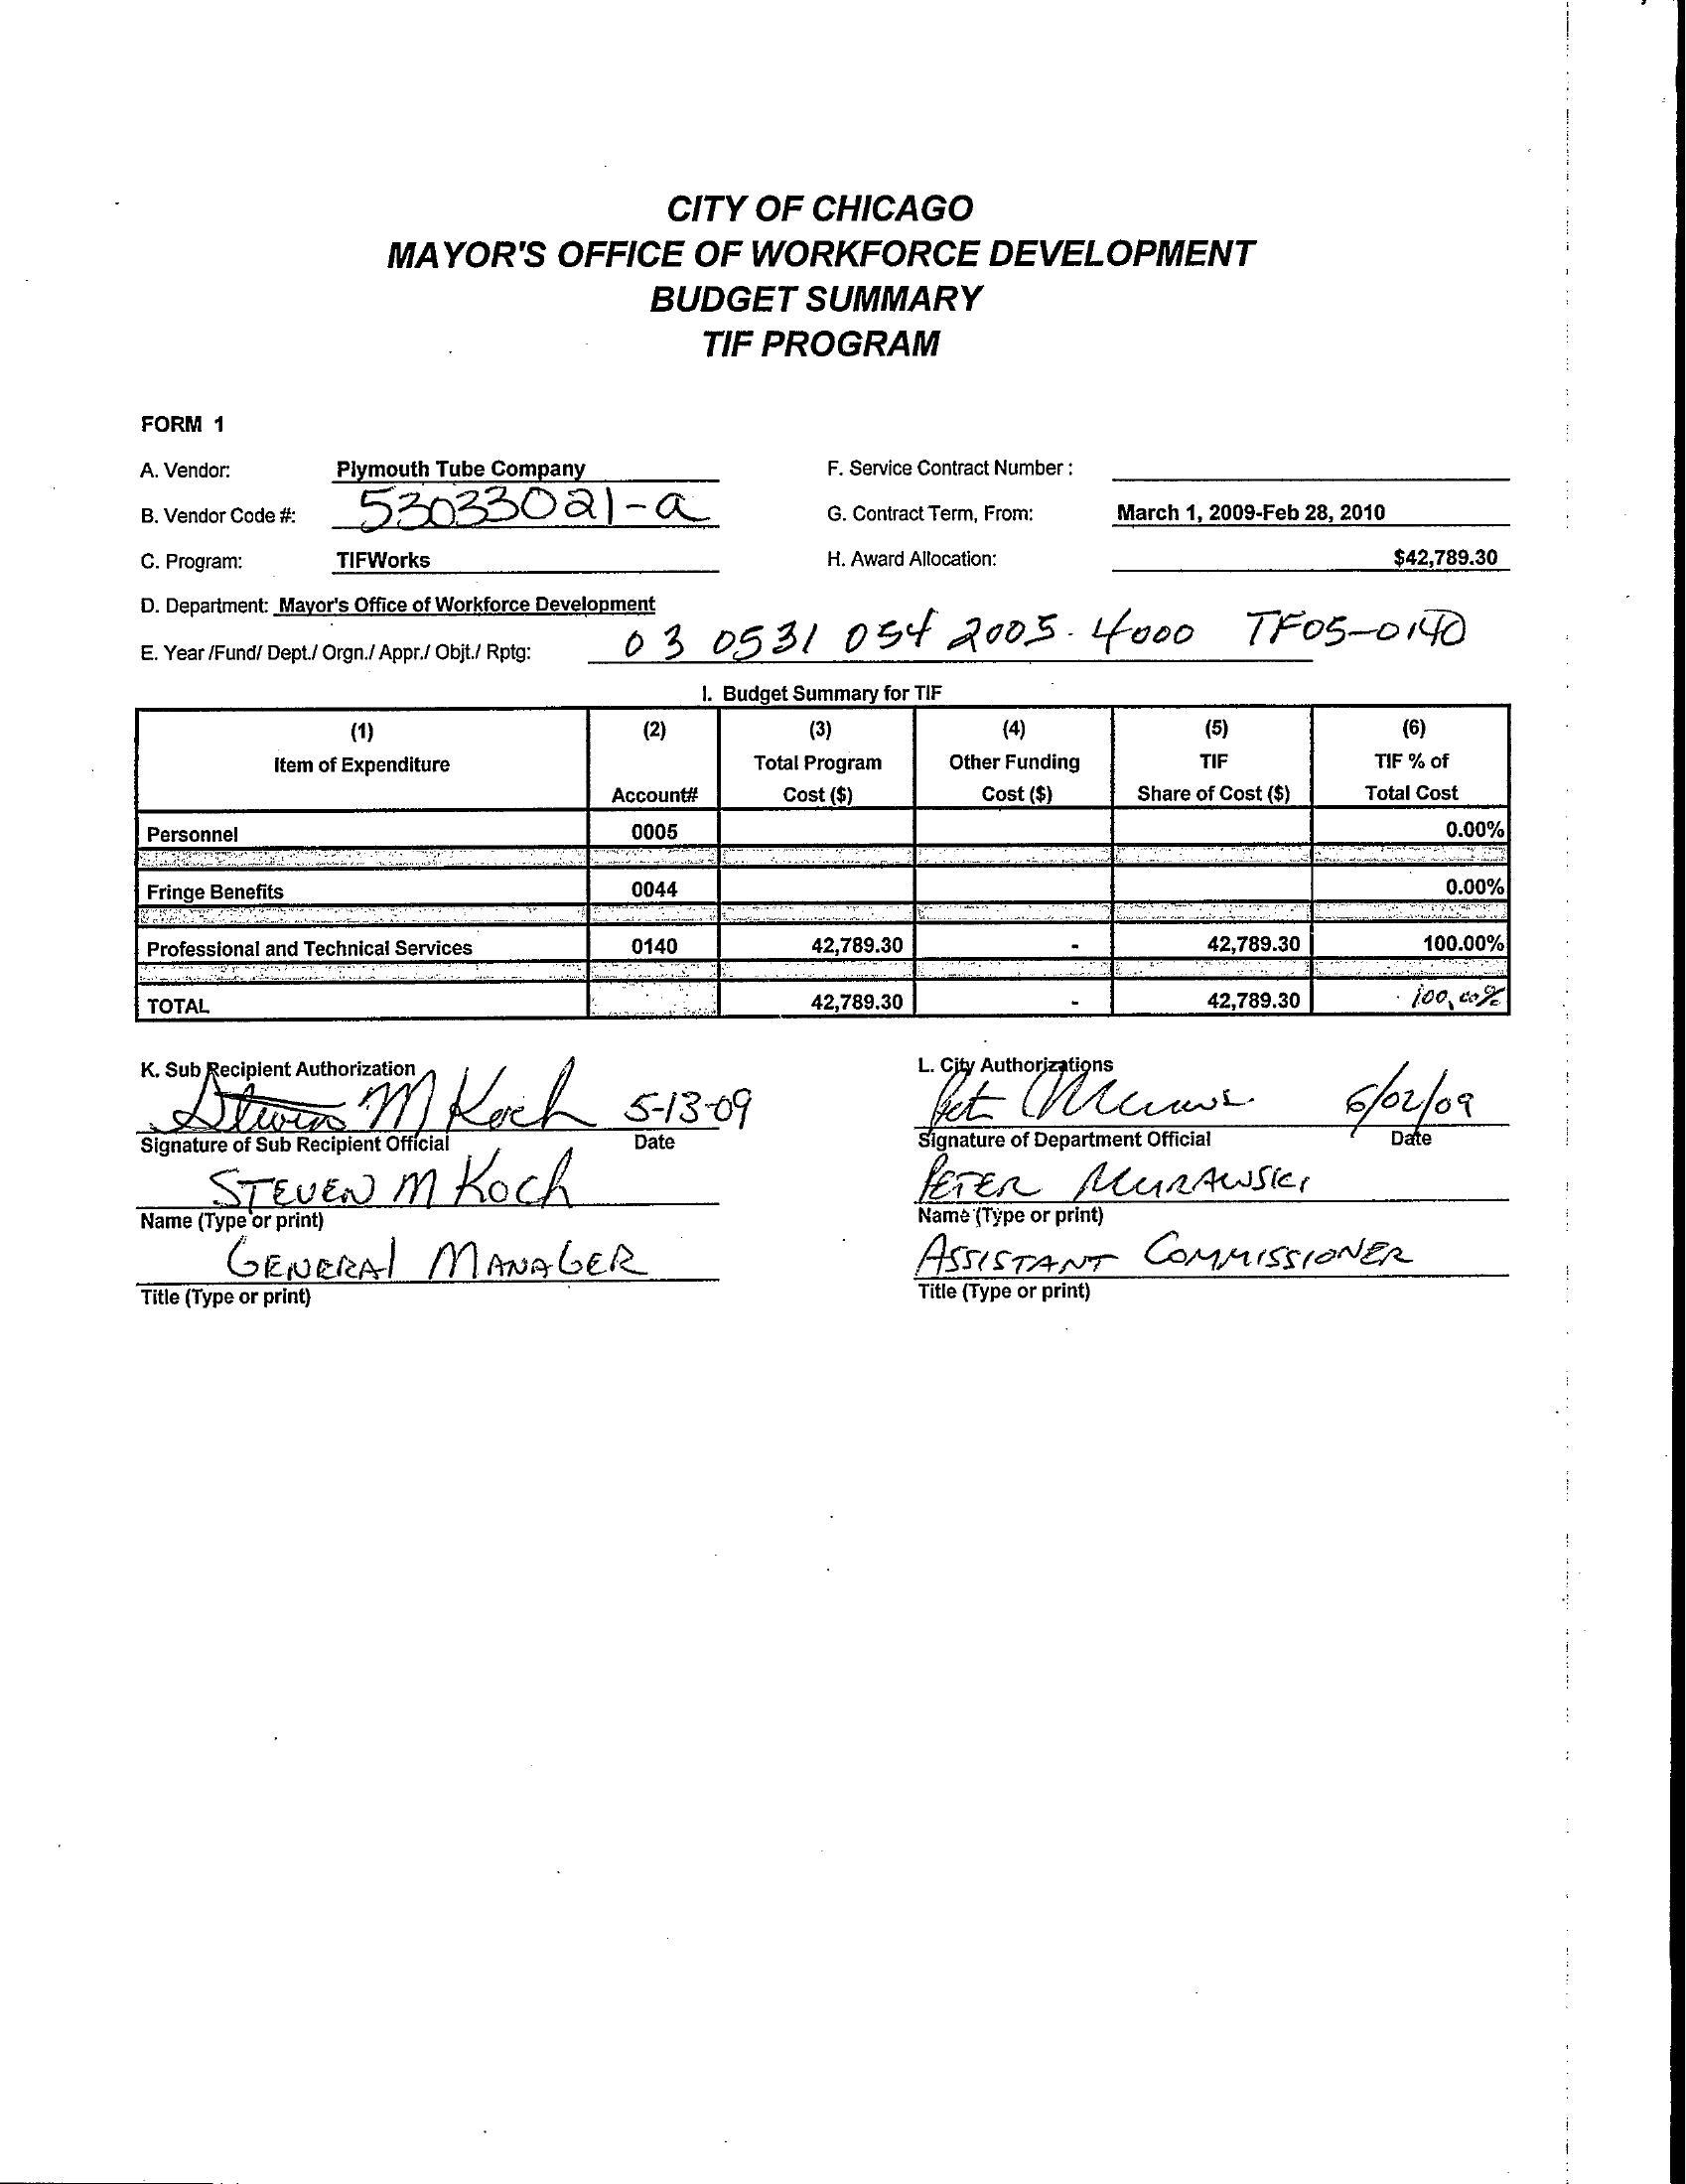 CITY OF CHICAGO
MAYOR'S OFFICE OF WORKFORCE DEVELOPMENT
BUDGET SUMMARY
TIF PROGRAM
FORM 1
A. Vendor: Plymouth Tube Company F. Service Contract Number :
B. Vendor Code #: 53033021-a G. Contract Term, From: March 1, 2009-Feb 28, 2010
C. Program: TIFWorks H. Award Allocation: $42,789.30
D. Department: Mayor's Office of Workforce Development
E. Year /Fund/ Dept./ Orgn./ Appr./ Objt./ Rptg: 03 0531 054 2005. 4000 TF05-0140
I. Budget Summary for TIF
(1) (2) (3) (4) (5) (6)
Item of Expenditure Total Program Other Funding TIF TIF % of
Account# Cost ($) Cost ($) Share of Cost ($) Total Cost
Personnel 0005 0.00%
Fringe Benefits 0044 0.00%
Professional and Technical Services 0140 42,789.30 - 42,789.30 100.00%
TOTAL 42,789.30 - 42,789.30 100.00%
K. Sub Recipient Authorization L. City Authorizations
Steven M Koch 5-13-09 6/02/09
Signature of Sub Recipient Official Date Signature of Department Official Date
STEVEN M KOCH PETER MURAWSKI
Name (Type or print) Name (Type or print)
GENERAL MANAGER ASSISTANT COMMISSIONER
Title (Type or print) Title (Type or print)